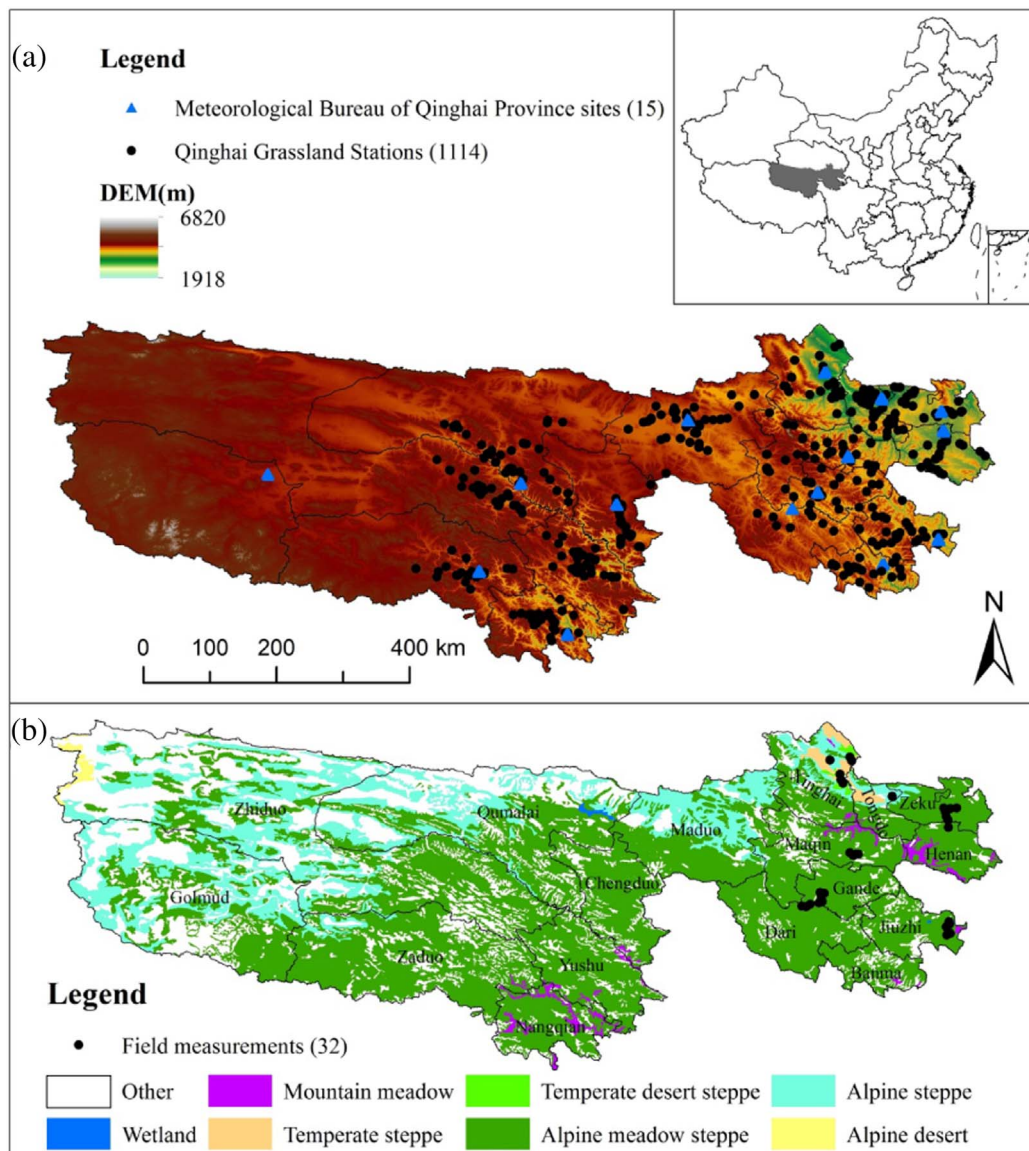 (a)
Legend
Meteorological Bureau of Qinghai Province sites (15)
Qinghai Grassland Stations (1114)
DEM(m)
6820
1918
0 100 200 400 km
N
(b)
Zhiduo
Qumalai
Maduo
Xinghai
Tongde
Zeku
Maqin
Henan
Golmud
Chengduo
Gande
Zaduo
Yushu
Dari
Jiuzhi
Banma
Nangqian
Legend
Field measurements (32)
Other
Mountain meadow
Temperate desert steppe
Alpine steppe
Wetland
Temperate steppe
Alpine meadow steppe
Alpine desert